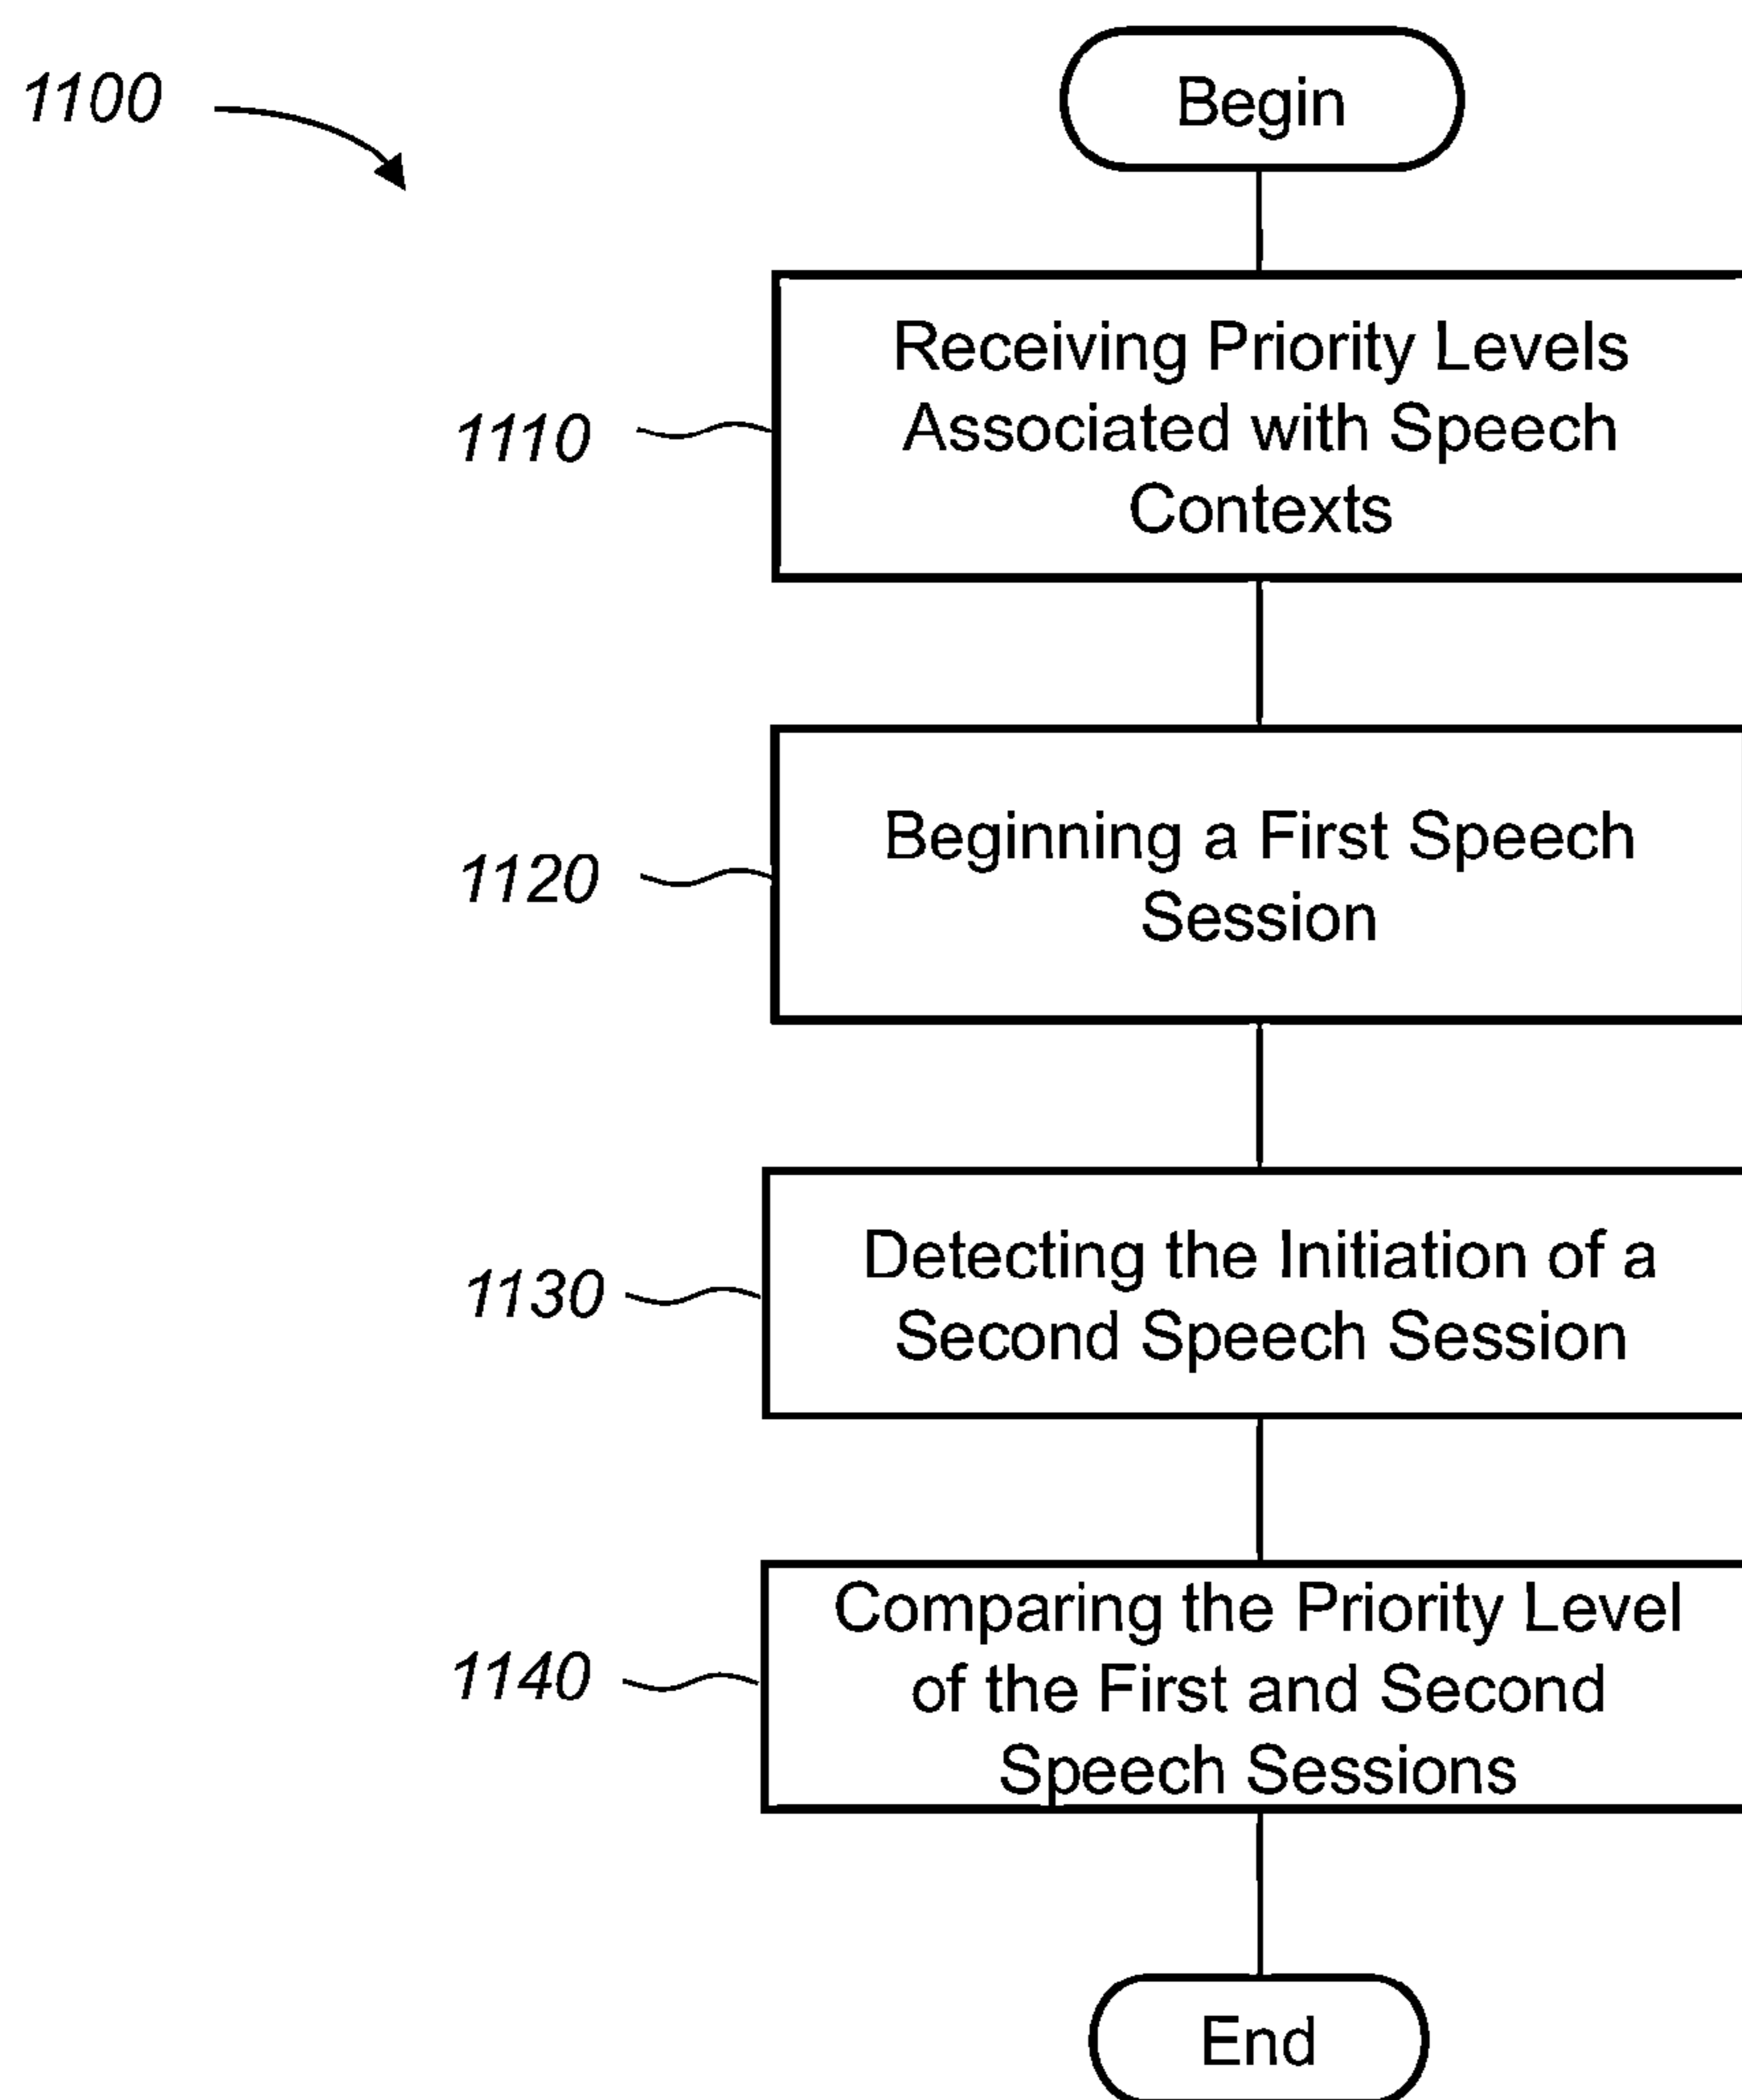 1100
Begin
Receiving Priority Levels
Associated with Speech
Contexts
1110
Beginning a First Speech
Session
1120
Detecting the Initiation of a
Second Speech Session
1130
Comparing the Priority Level
of the First and Second
Speech Sessions
1140
End